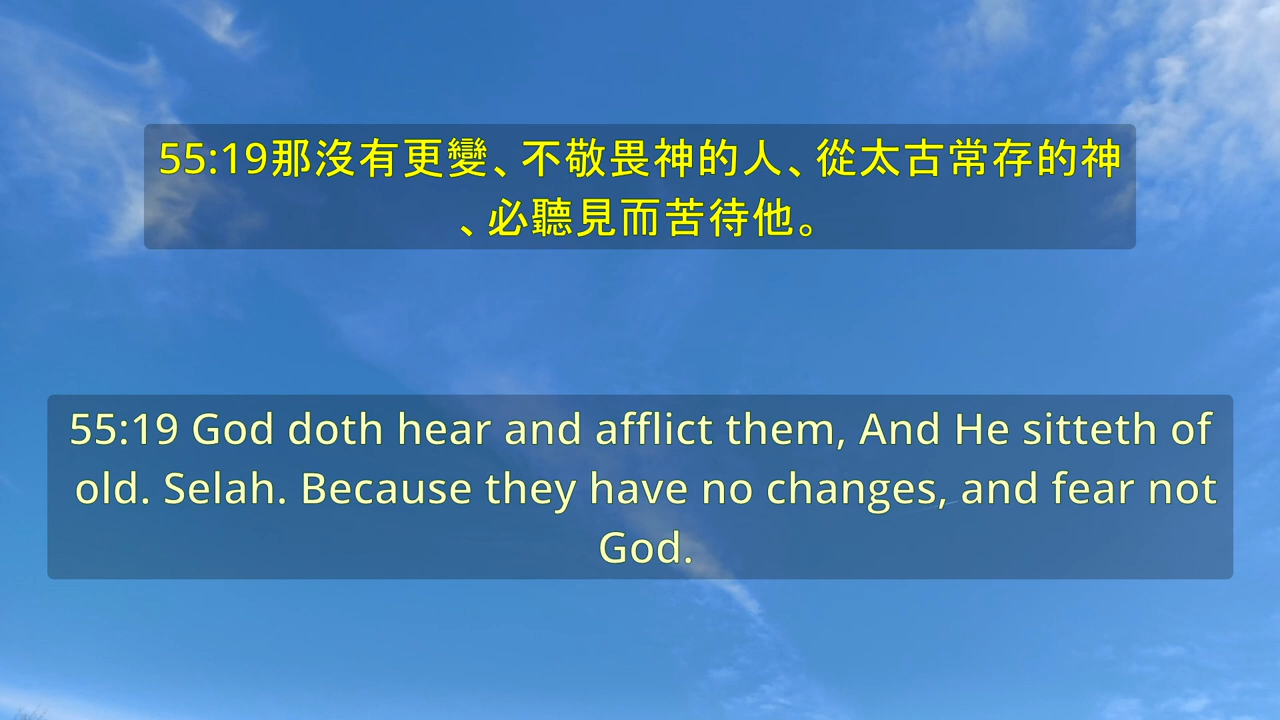 55:19那沒有更變、不敬畏神的人、從太古常存的神
、必聽見而苦待他。
55:19 God doth hear and afflict them, And He sitteth of
old. Selah. Because they have no changes, and fear not
God.